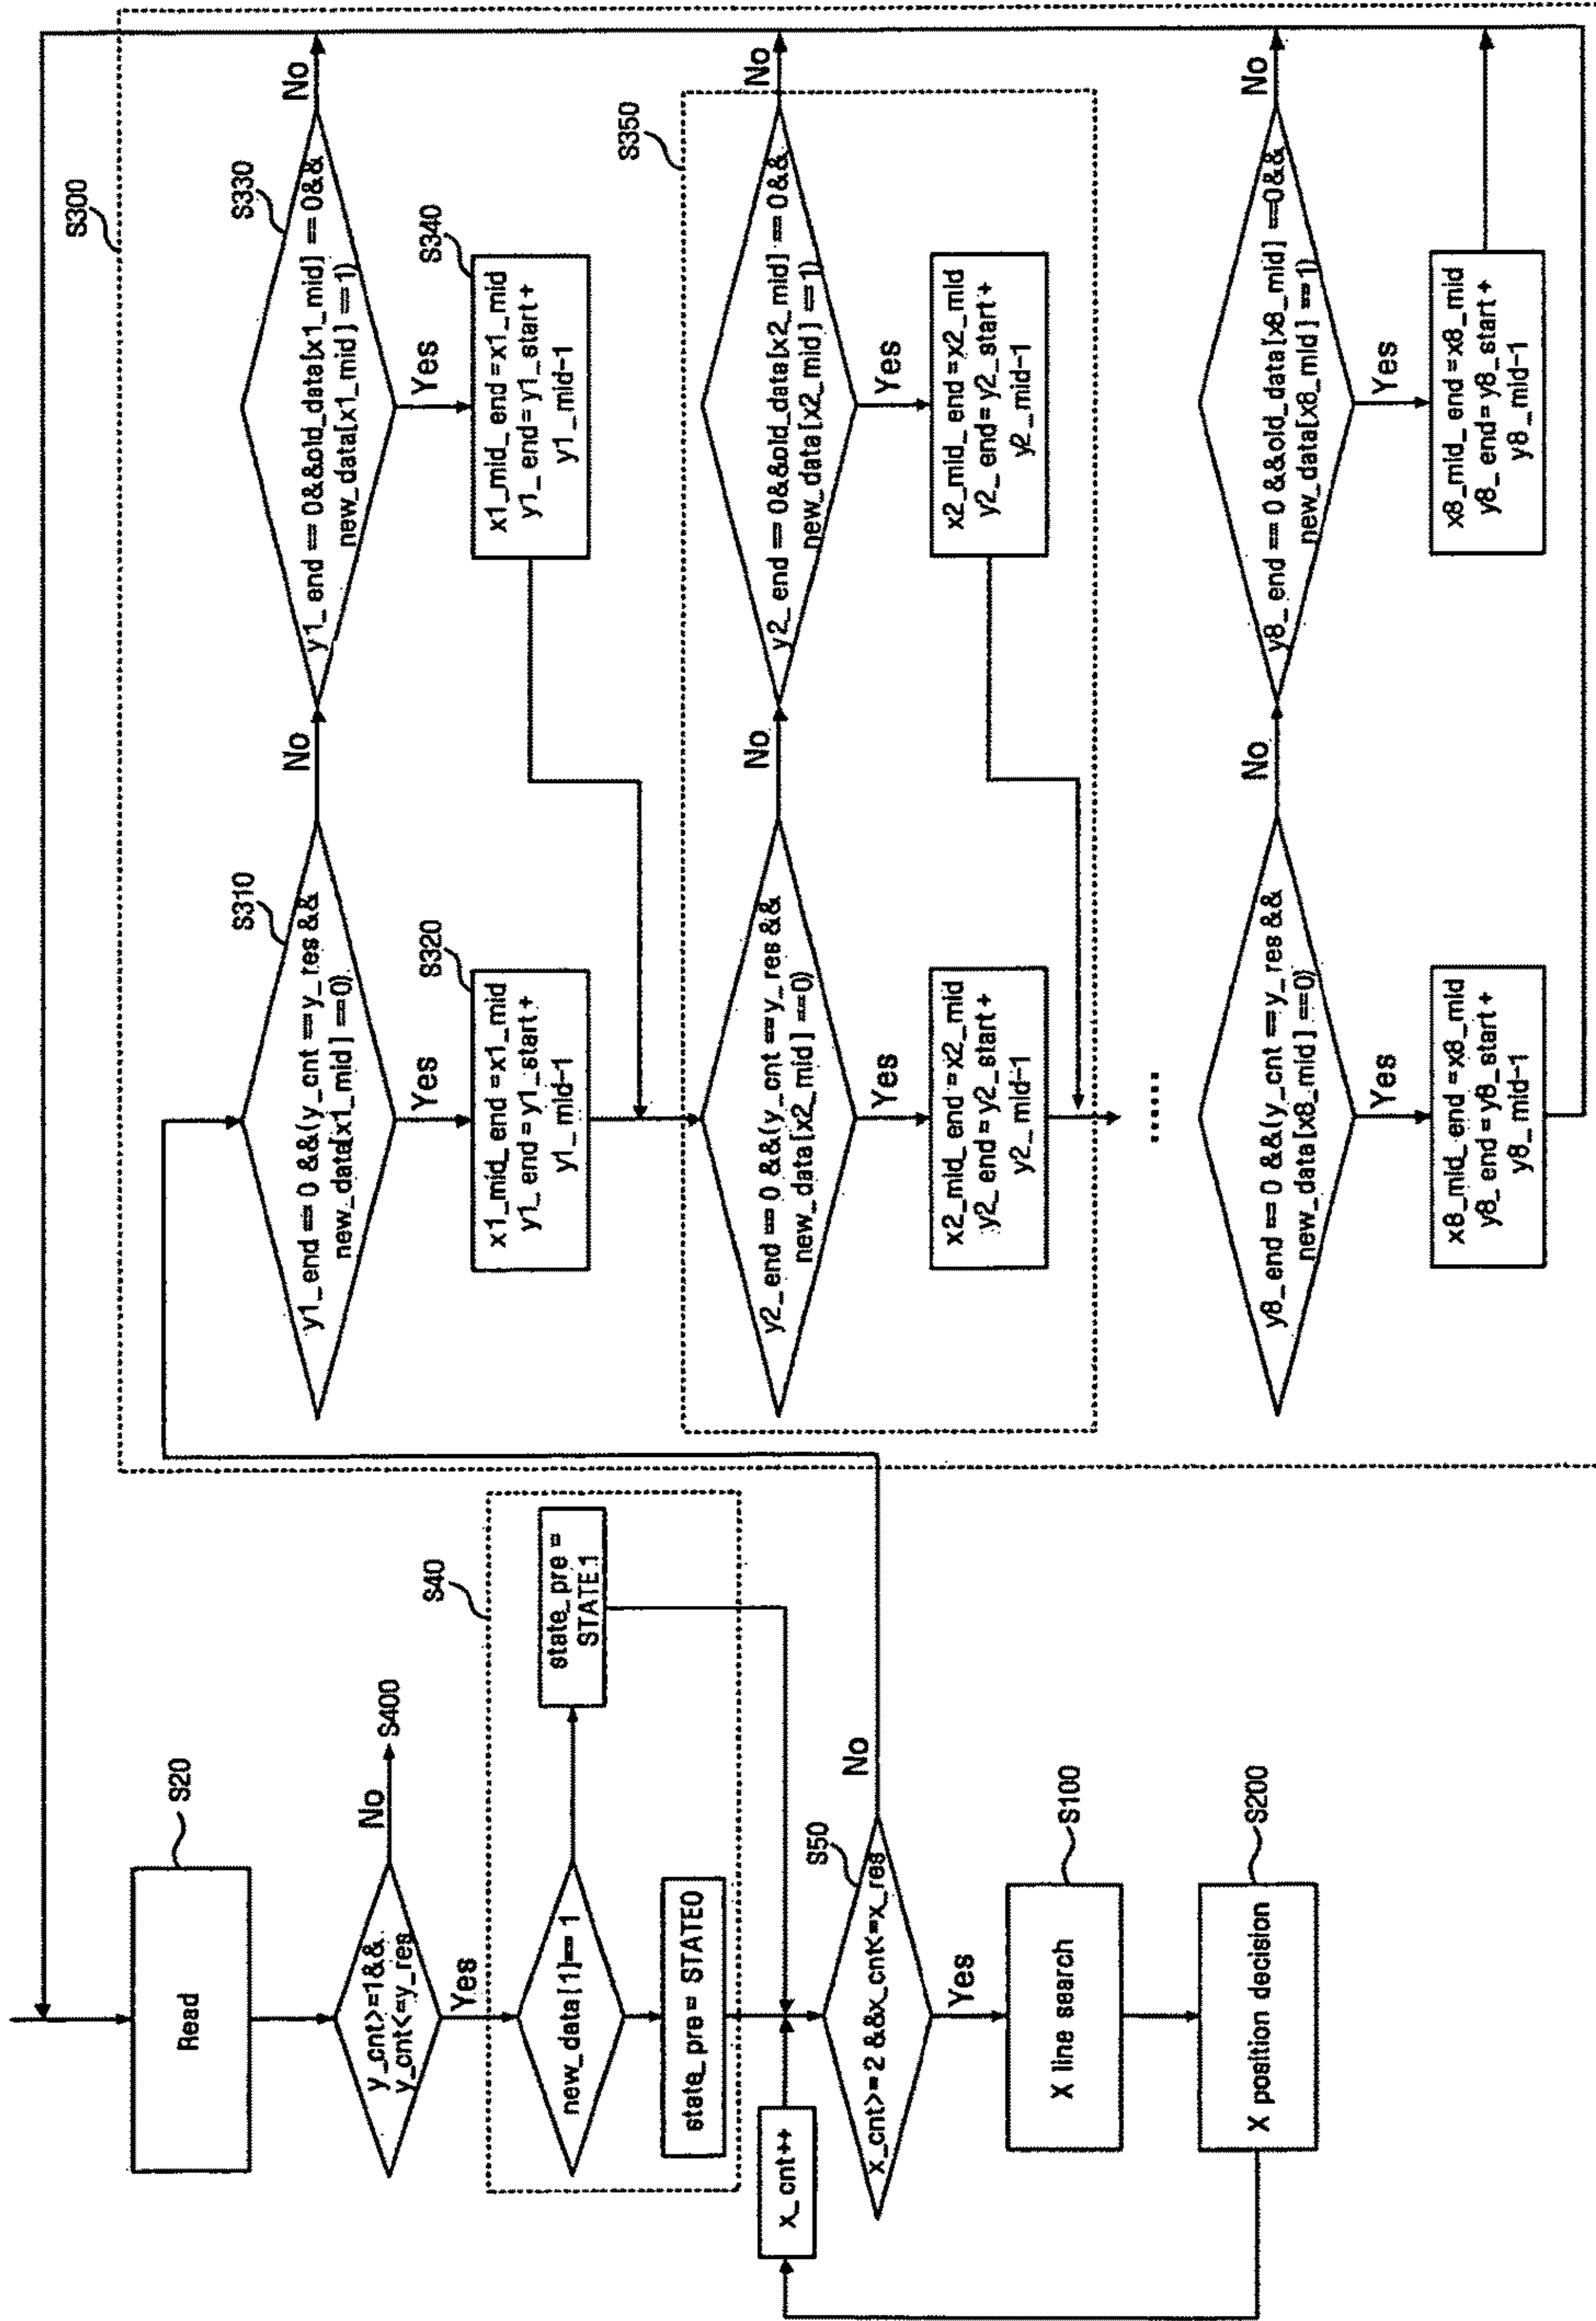 Read
S20
y_cnt>=1&&
y_cnt<=y_res
No
S400
Yes
S40
new_data[1]== 1
state_pre =
STATE1
state_pre = STATE0
x_cnt++
S50
x_cnt>=2 &&x_cnt<=x_res
No
Yes
X line search
S100
X position decision
S200
S300
S310
y1_end == 0 &&(y_cnt ==y_res &&
new_data[x1_mid] ==0)
No
S330
y1_end == 0&&old_data[x1_mid] == 0&&
new_data[x1_mid] ==1)
No
Yes
S320
x1_mid_end =x1_mid
y1_end= y1_start +
y1_mid-1
Yes
S340
x1_mid_end =x1_mid
y1_end= y1_start +
y1_mid-1
S350
y2_end == 0 &&(y_cnt ==y_res &&
new_data[x2_mid] ==0)
No
y2_end == 0&&old_data[x2_mid] == 0&&
new_data[x2_mid] ==1)
No
Yes
x2_mid_end =x2_mid
y2_end= y2_start +
y2_mid-1
Yes
x2_mid_end =x2_mid
y2_end= y2_start +
y2_mid-1
.....
y8_end == 0 &&(y_cnt ==y_res &&
new_data[x8_mid] ==0)
No
y8_end == 0 &&old_data[x8_mid] ==0&&
new_data[x8_mid] ==1)
No
Yes
x8_mid_end =x8_mid
y8_end= y8_start +
y8_mid-1
Yes
x8_mid_end =x8_mid
y8_end= y8_start +
y8_mid-1